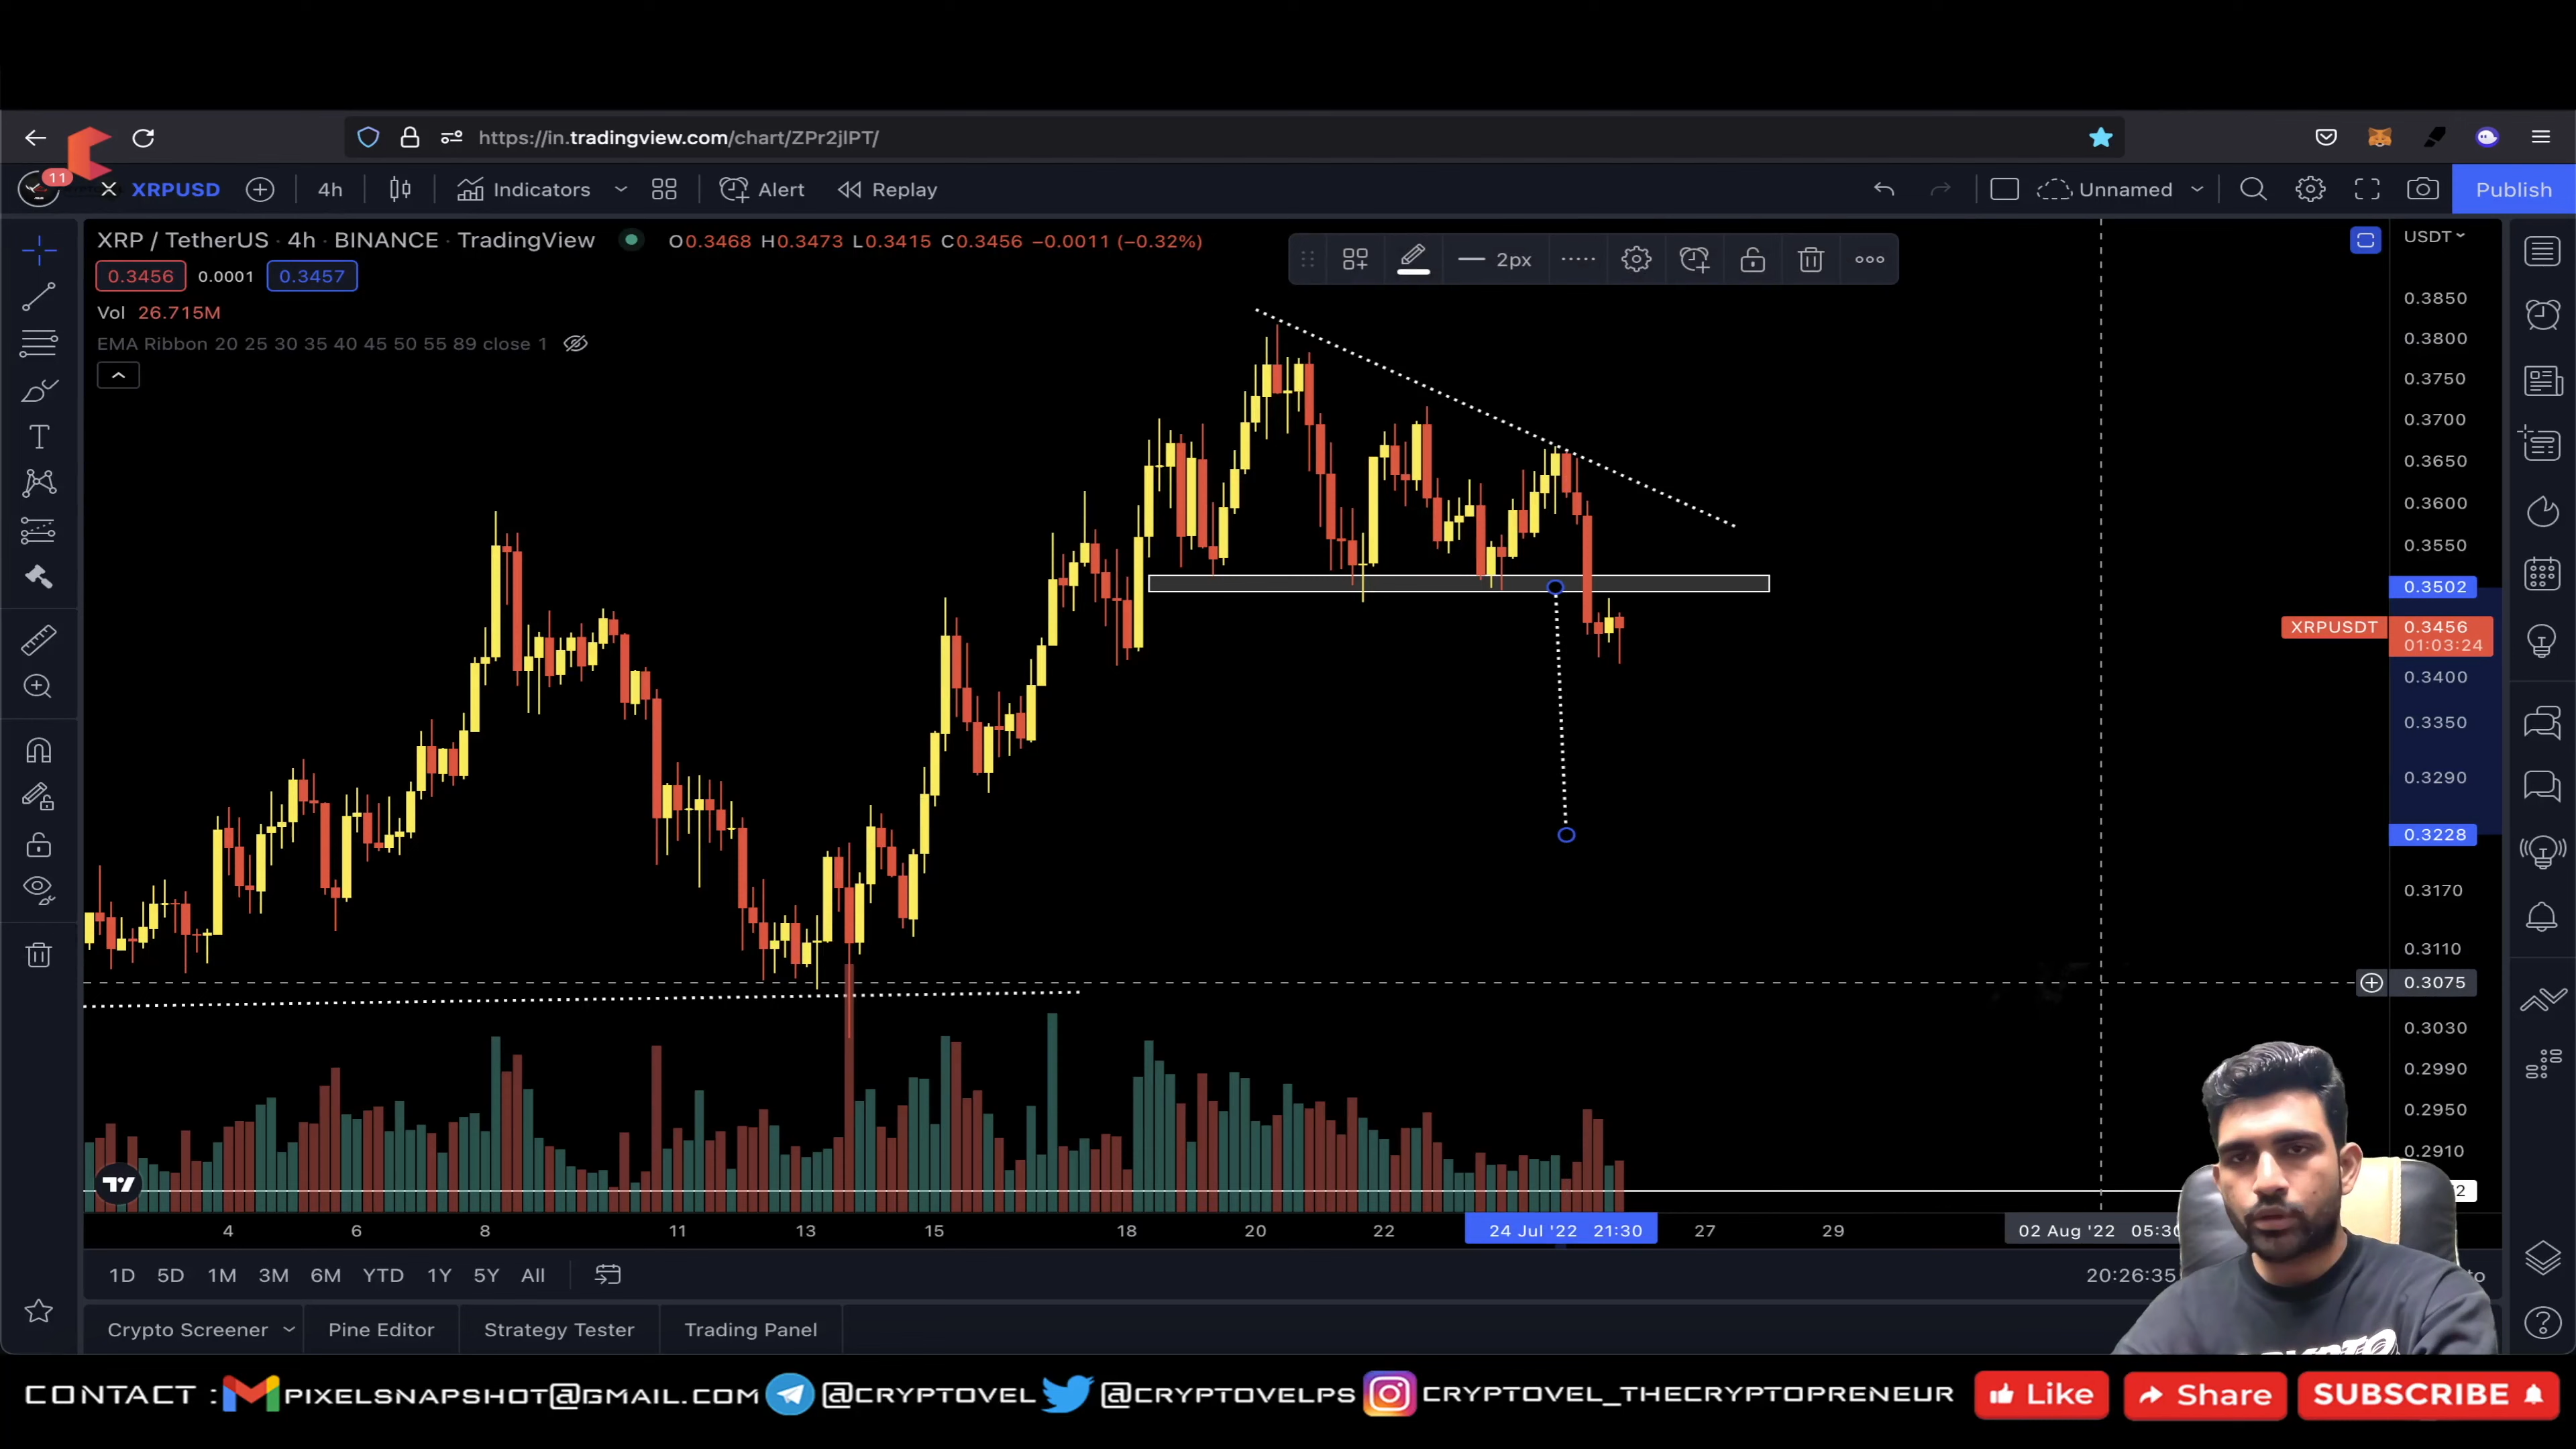 https://in.tradingview.com/chart/ZPr2jlPT/
11
XRPUSD 4h Indicators Alert Replay Unnamed Publish
XRP / TetherUS · 4h · BINANCE · TradingView O0.3468 H0.3473 L0.3415 C0.3456 −0.0011 (−0.32%)
USDT
2px
0.3456 0.0001 0.3457
Vol 26.715M
EMA Ribbon 20 25 30 35 40 45 50 55 89 close 1
T
0.3850
0.3800
0.3750
0.3700
0.3650
0.3600
0.3550
0.3502
XRPUSDT 0.3456
01:03:24
0.3400
0.3350
0.3290
0.3228
0.3170
0.3110
0.3075
0.3030
0.2990
0.2950
0.2910
4 6 8 11 13 15 18 20 22 24 Jul '22 21:30 27 29 02 Aug '22 05:30
1D 5D 1M 3M 6M YTD 1Y 5Y All 20:26:35
Crypto Screener Pine Editor Strategy Tester Trading Panel
CONTACT : PIXELSNAPSHOT@GMAIL.COM @CRYPTOVEL @CRYPTOVELPS CRYPTOVEL_THECRYPTOPRENEUR Like Share SUBSCRIBE